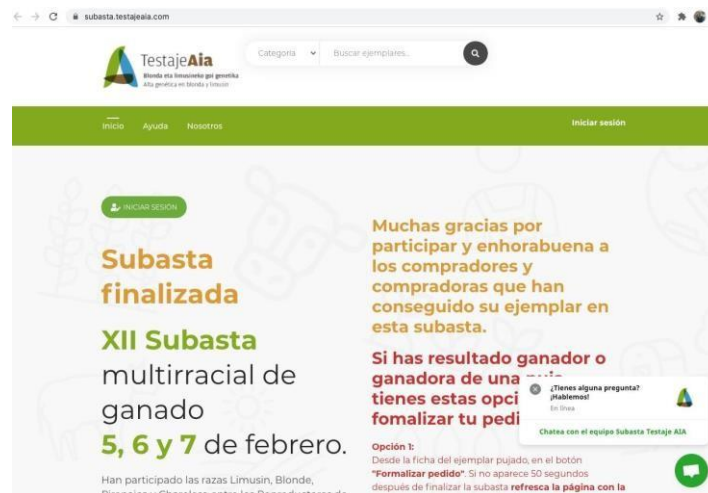 subasta.testajeaia.com
TestajeAia
Blonda eta limusineko goi genetika
Alta genética en blonda y limusin
Categoría
Buscar ejemplares...
Inicio
Ayuda
Nosotros
Iniciar sesión
INICIAR SESIÓN
Subasta
finalizada
XII Subasta
multirracial de
ganado
5, 6 y 7 de febrero.
Han participado las razas Limusin, Blonde,
Muchas gracias por
participar y enhorabuena a
los compradores y
compradoras que han
conseguido su ejemplar en
esta subasta.
Si has resultado ganador o
ganadora de una puja
tienes estas opci
fomalizar tu pedi
Opción 1:
Desde la ficha del ejemplar pujado, en el botón
"Formalizar pedido". Si no aparece 50 segundos
después de finalizar la subasta refresca la página con la
¿Tienes alguna pregunta?
¡Hablemos!
En línea
Chatea con el equipo Subasta Testaje AIA